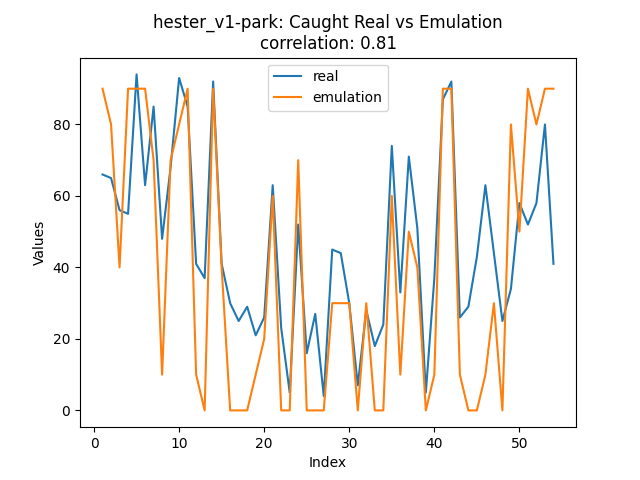 hester_v1-park: Caught Real vs Emulation
correlation: 0.81
real
emulation
Values
80
60
40
20
0
0 10 20 30 40 50
Index